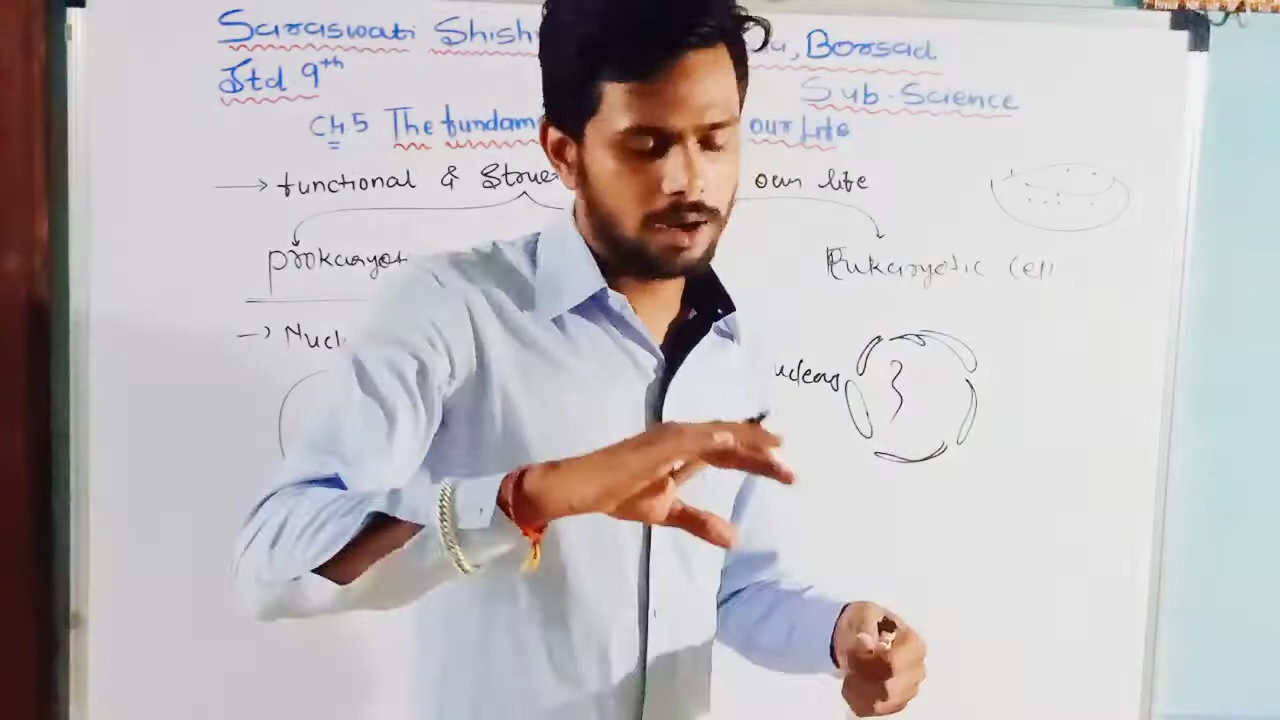 Saraswati Shish , Borsad
Std. 9th
Sub-Science
Ch 5 The fundam our Life
→ functional & Struc our life
prokaryot Eukaryotic Cell
→ Nucl
ucleus